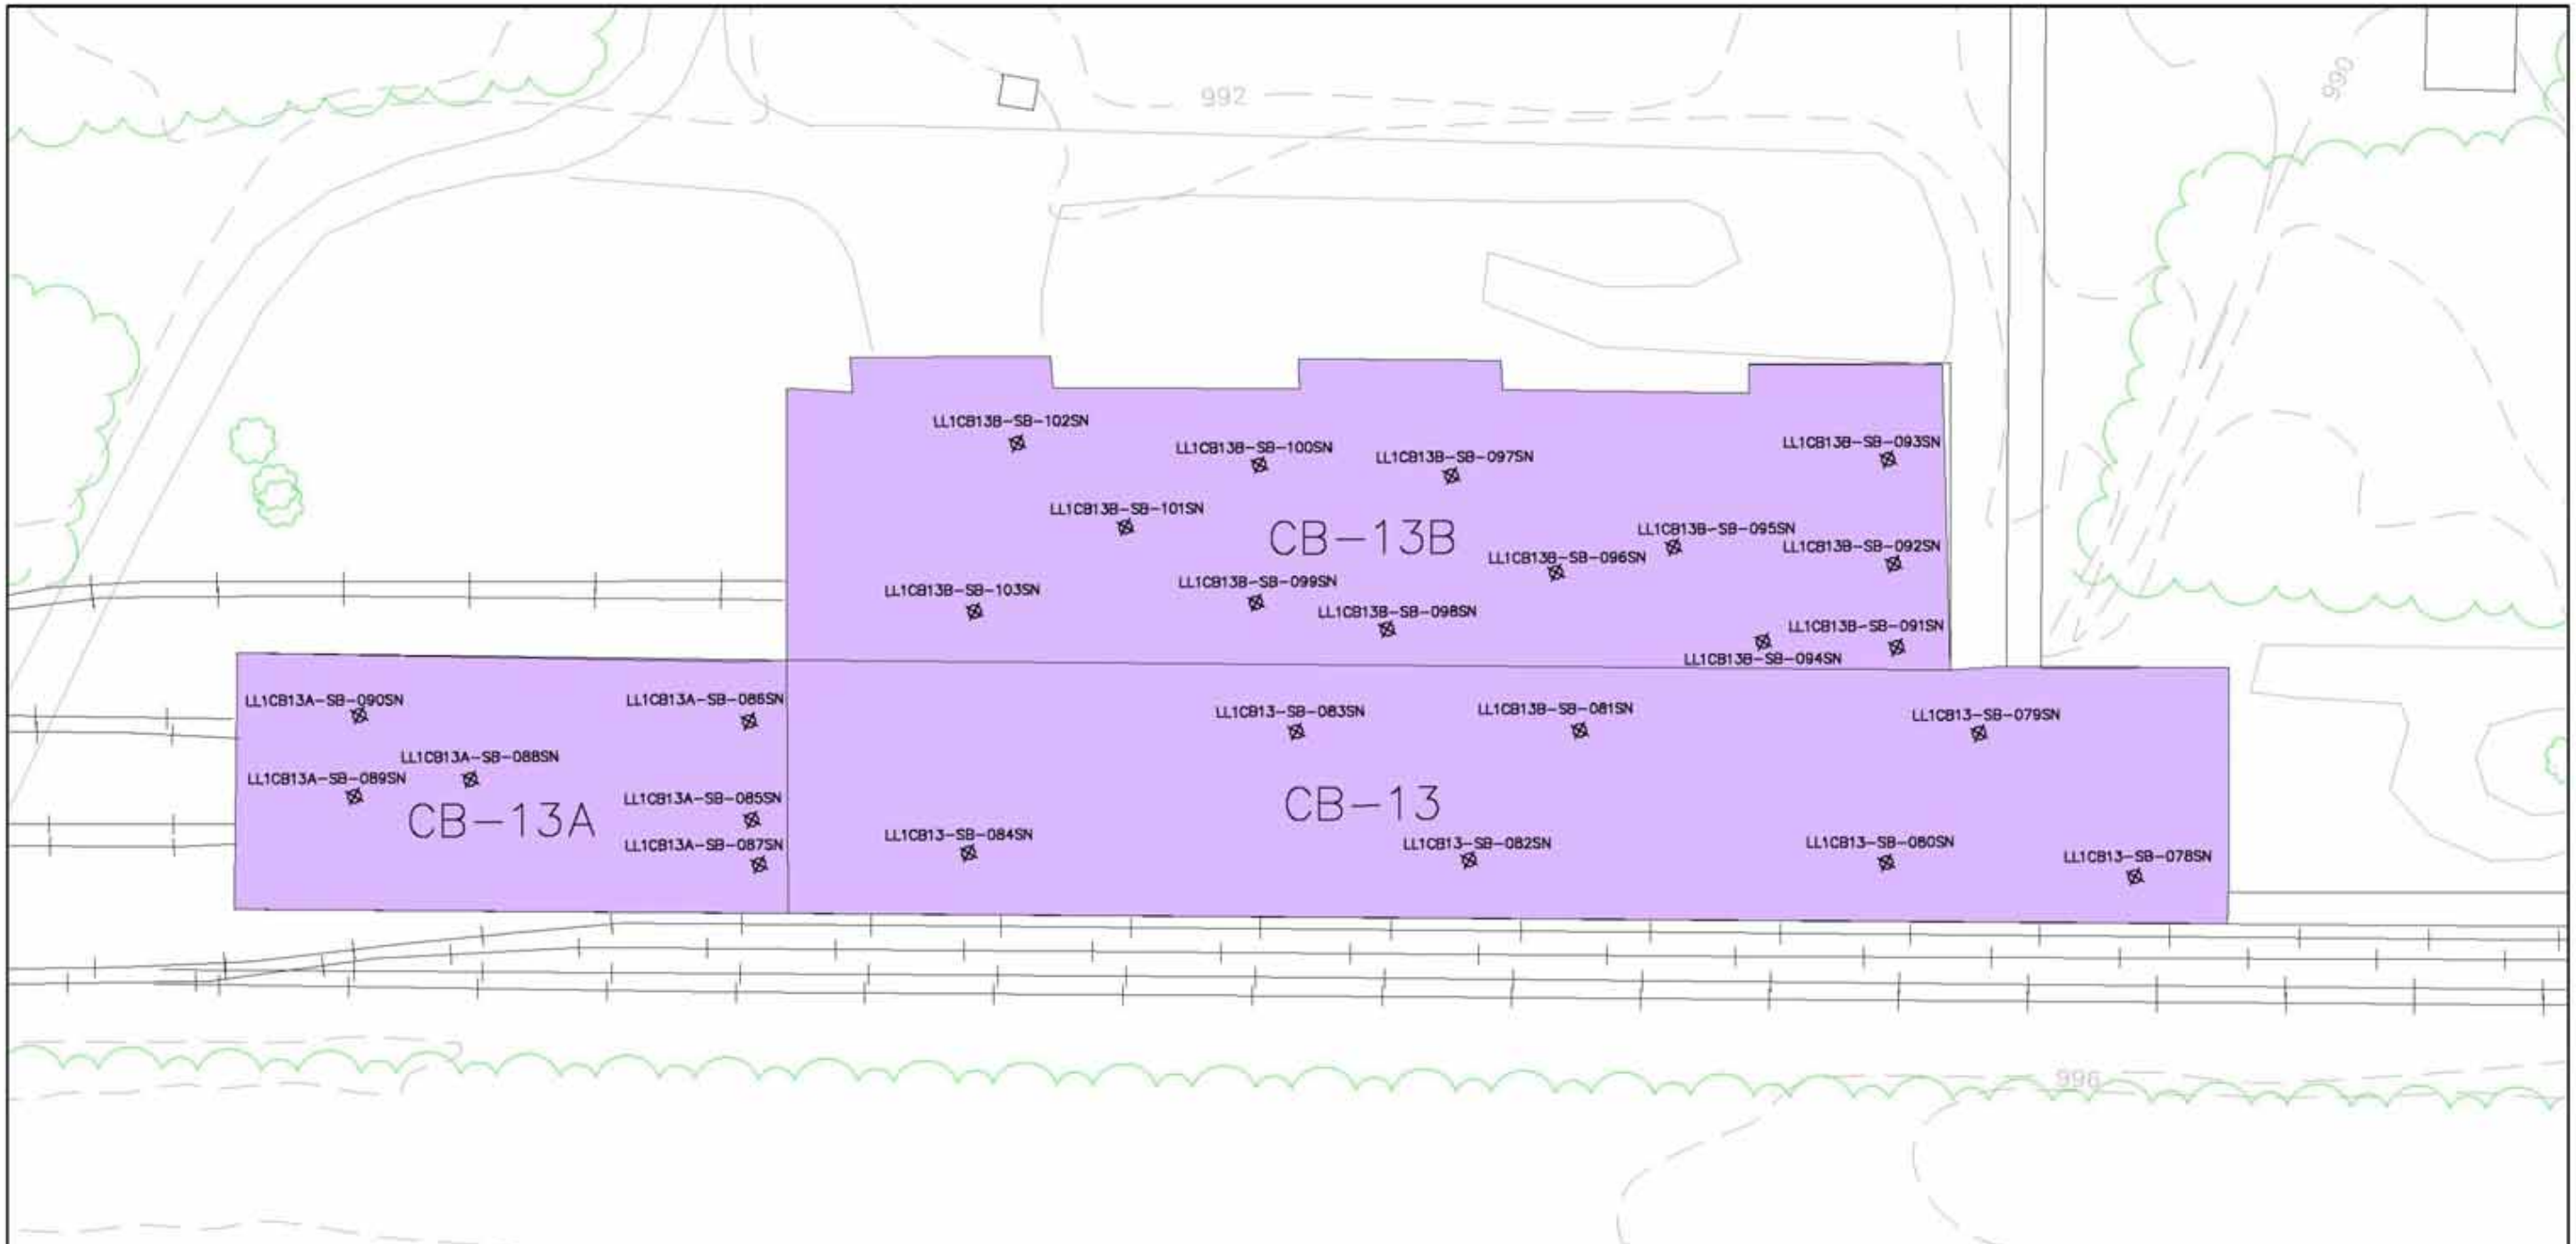 992
990
LL1CB13B-SB-102SN
LL1CB13B-SB-093SN
LL1CB13B-SB-100SN
LL1CB13B-SB-097SN
LL1CB13B-SB-101SN
CB-13B
LL1CB13B-SB-095SN
LL1CB13B-SB-092SN
LL1CB13B-SB-096SN
LL1CB13B-SB-099SN
LL1CB13B-SB-103SN
LL1CB13B-SB-098SN
LL1CB13B-SB-091SN
LL1CB13B-SB-094SN
LL1CB13A-SB-090SN
LL1CB13A-SB-086SN
LL1CB13-SB-083SN
LL1CB13B-SB-081SN
LL1CB13-SB-079SN
LL1CB13A-SB-088SN
LL1CB13A-SB-089SN
LL1CB13A-SB-085SN
CB-13
CB-13A
LL1CB13-SB-084SN
LL1CB13A-SB-087SN
LL1CB13-SB-082SN
LL1CB13-SB-080SN
LL1CB13-SB-078SN
996